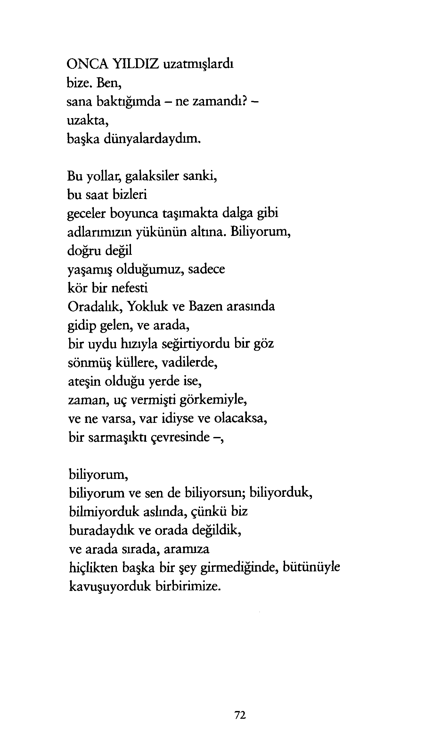 ONCA YILDIZ uzatmışlardı
bize. Ben,
sana baktığımda – ne zamandı? –
uzakta,
başka dünyalardaydım.

Bu yollar, galaksiler sanki,
bu saat bizleri
geceler boyunca taşımakta dalga gibi
adlarımızın yükünün altına. Biliyorum,
doğru değil
yaşamış olduğumuz, sadece
kör bir nefesti
Oradalık, Yokluk ve Bazen arasında
gidip gelen, ve arada,
bir uydu hızıyla seğirtiyordu bir göz
sönmüş küllere, vadilerde,
ateşin olduğu yerde ise,
zaman, uç vermişti görkemiyle,
ve ne varsa, var idiyse ve olacaksa,
bir sarmaşıktı çevresinde –,

biliyorum,
biliyorum ve sen de biliyorsun; biliyorduk,
bilmiyorduk aslında, çünkü biz
buradaydık ve orada değildik,
ve arada sırada, aramıza
hiçlikten başka bir şey girmediğinde, bütünüyle
kavuşuyorduk birbirimize.

72